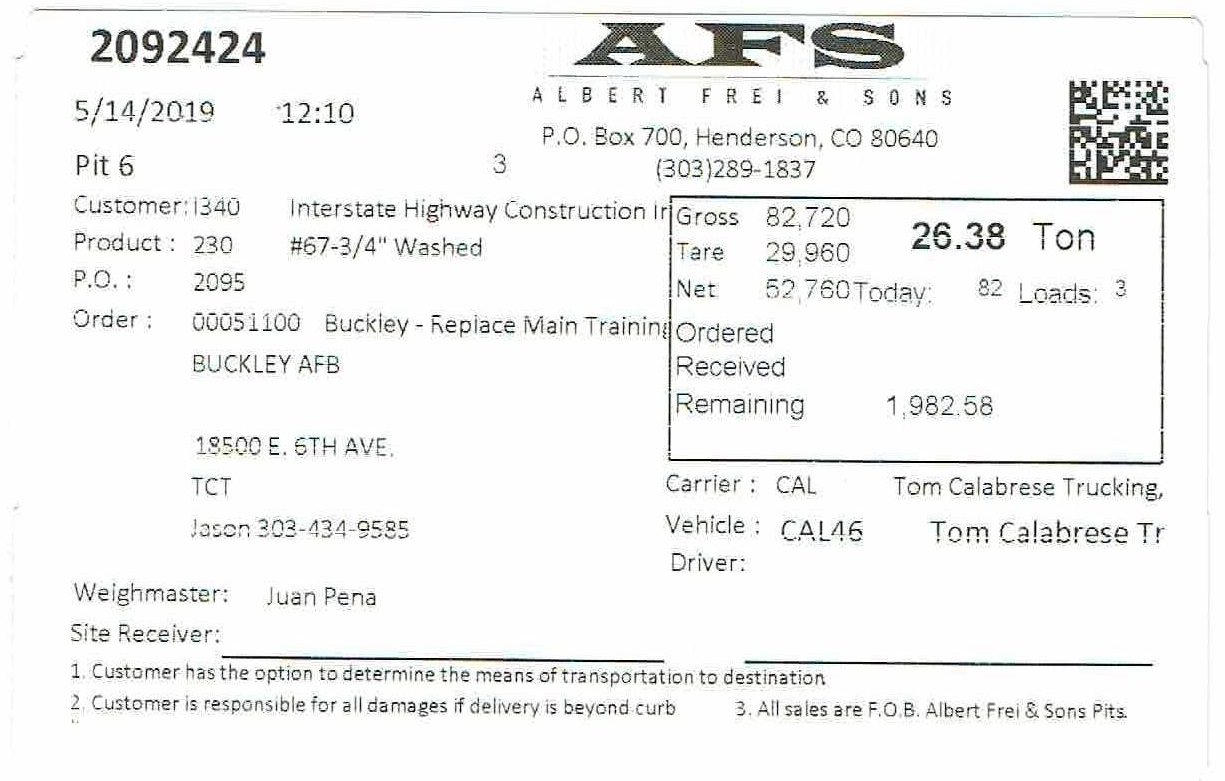 2092424
AFS
ALBERT FREI & SONS
5/14/2019 12:10
P.O. Box 700, Henderson, CO 80640
Pit 6 3 (303)289-1837
Customer: I340 Interstate Highway Construction Ir
Product : 230 #67-3/4" Washed
P.O. : 2095
Order : 00051100 Buckley - Replace Main Training
BUCKLEY AFB
18500 E. 6TH AVE.
TCT
Jason 303-434-9585
Gross 82,720 26.38 Ton
Tare 29,960
Net 52,760 Today: 82 Loads: 3
Ordered
Received
Remaining 1,982.58
Carrier : CAL Tom Calabrese Trucking,
Vehicle : CAL46 Tom Calabrese Tr
Driver:
Weighmaster: Juan Pena
Site Receiver:
1. Customer has the option to determine the means of transportation to destination
2. Customer is responsible for all damages if delivery is beyond curb 3. All sales are F.O.B. Albert Frei & Sons Pits.